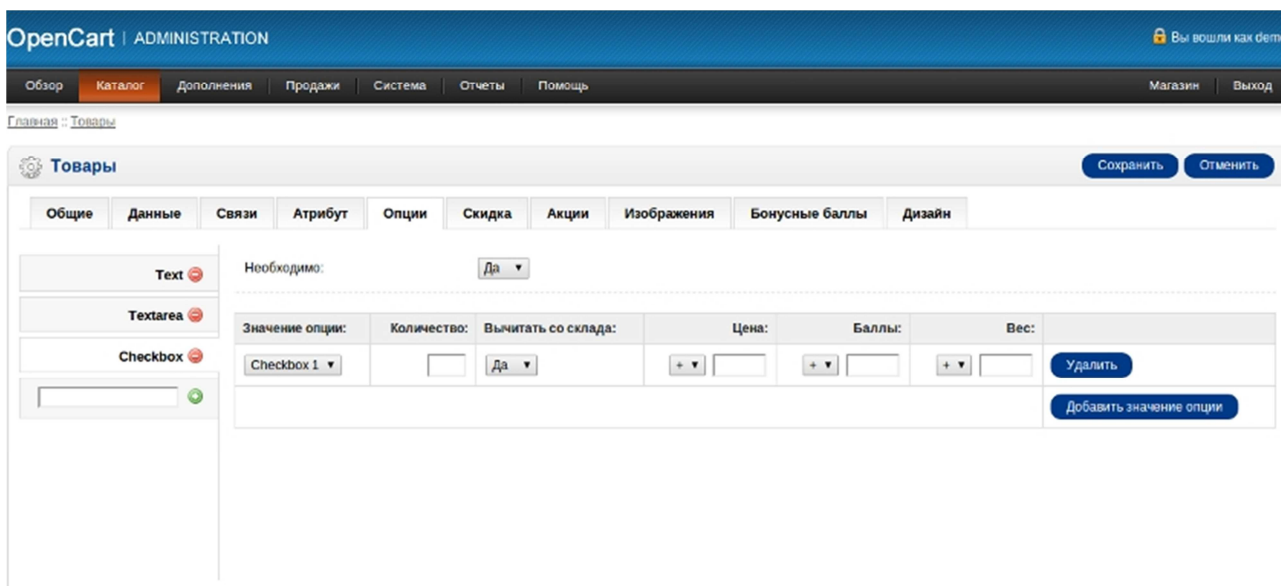 OpenCart | ADMINISTRATION Вы вошли как dem
Обзор Каталог Дополнения Продажи Система Отчеты Помощь Магазин Выход
Главная :: Товары
Товары Сохранить Отменить
Общие Данные Связи Атрибут Опции Скидка Акции Изображения Бонусные баллы Дизайн
Text Необходимо: Да
Textarea
Значение опции: Количество: Вычитать со склада: Цена: Баллы: Вес:
Checkbox Checkbox 1 Да + + + Удалить
Добавить значение опции